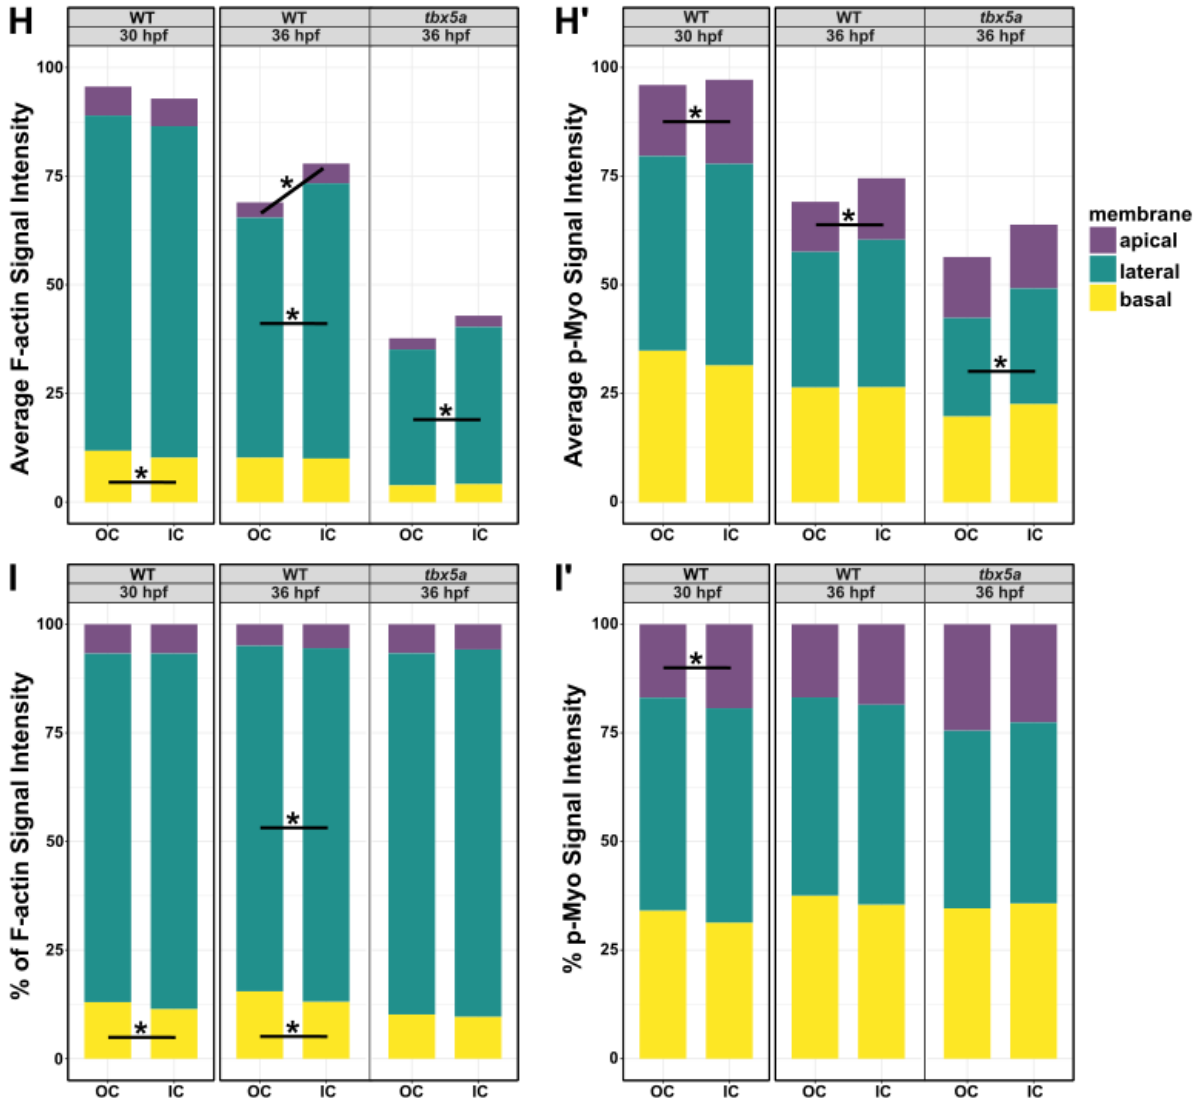 H
WT
30 hpf
WT
36 hpf
tbx5a
36 hpf
Average F-actin Signal Intensity
100
75
50
25
0
*
*
*
*
OC
IC
OC
IC
OC
IC
H'
WT
30 hpf
WT
36 hpf
tbx5a
36 hpf
Average p-Myo Signal Intensity
100
75
50
25
0
*
*
*
OC
IC
OC
IC
OC
IC
membrane
apical
lateral
basal
I
WT
30 hpf
WT
36 hpf
tbx5a
36 hpf
% of F-actin Signal Intensity
100
75
50
25
0
*
*
*
OC
IC
OC
IC
OC
IC
I'
WT
30 hpf
WT
36 hpf
tbx5a
36 hpf
% p-Myo Signal Intensity
100
75
50
25
0
*
OC
IC
OC
IC
OC
IC